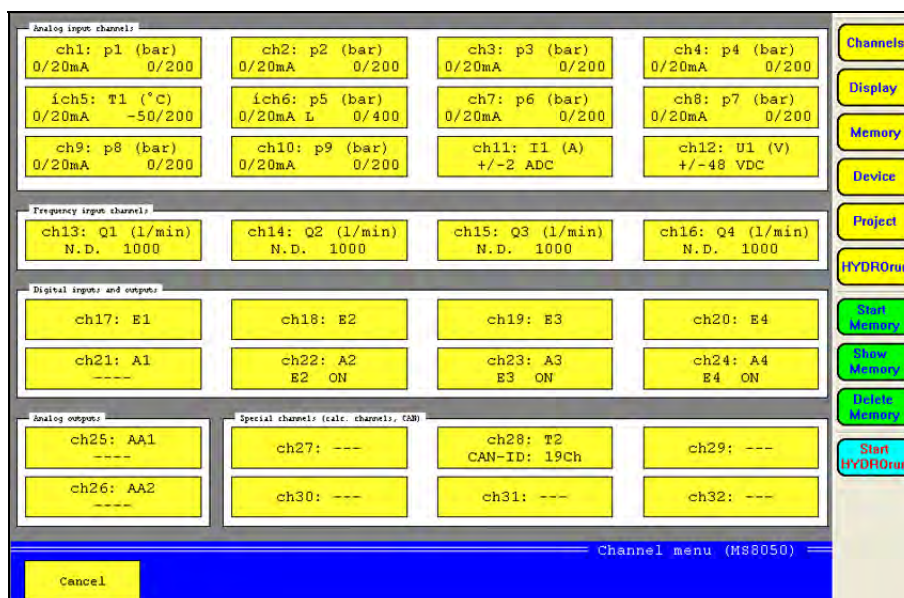 Analog input channels
ch1: p1 (bar)
0/20mA 0/200
ch2: p2 (bar)
0/20mA 0/200
ch3: p3 (bar)
0/20mA 0/200
ch4: p4 (bar)
0/20mA 0/200
ích5: T1 (°C)
0/20mA -50/200
ích6: p5 (bar)
0/20mA L 0/400
ch7: p6 (bar)
0/20mA 0/200
ch8: p7 (bar)
0/20mA 0/200
ch9: p8 (bar)
0/20mA 0/200
ch10: p9 (bar)
0/20mA 0/200
ch11: I1 (A)
+/-2 ADC
ch12: U1 (V)
+/-48 VDC
Frequency input channels
ch13: Q1 (l/min)
N.D. 1000
ch14: Q2 (l/min)
N.D. 1000
ch15: Q3 (l/min)
N.D. 1000
ch16: Q4 (l/min)
N.D. 1000
Digital inputs and outputs
ch17: E1
ch18: E2
ch19: E3
ch20: E4
ch21: A1
----
ch22: A2
E2 ON
ch23: A3
E3 ON
ch24: A4
E4 ON
Analog outputs
ch25: AA1
----
ch26: AA2
----
Special channels (calc. channels, CAN)
ch27: ---
ch28: T2
CAN-ID: 19Ch
ch29: ---
ch30: ---
ch31: ---
ch32: ---
Channel menu (MS8050)
Cancel
Channels
Display
Memory
Device
Project
HYDROrun
Start
Memory
Show
Memory
Delete
Memory
Start
HYDROrun